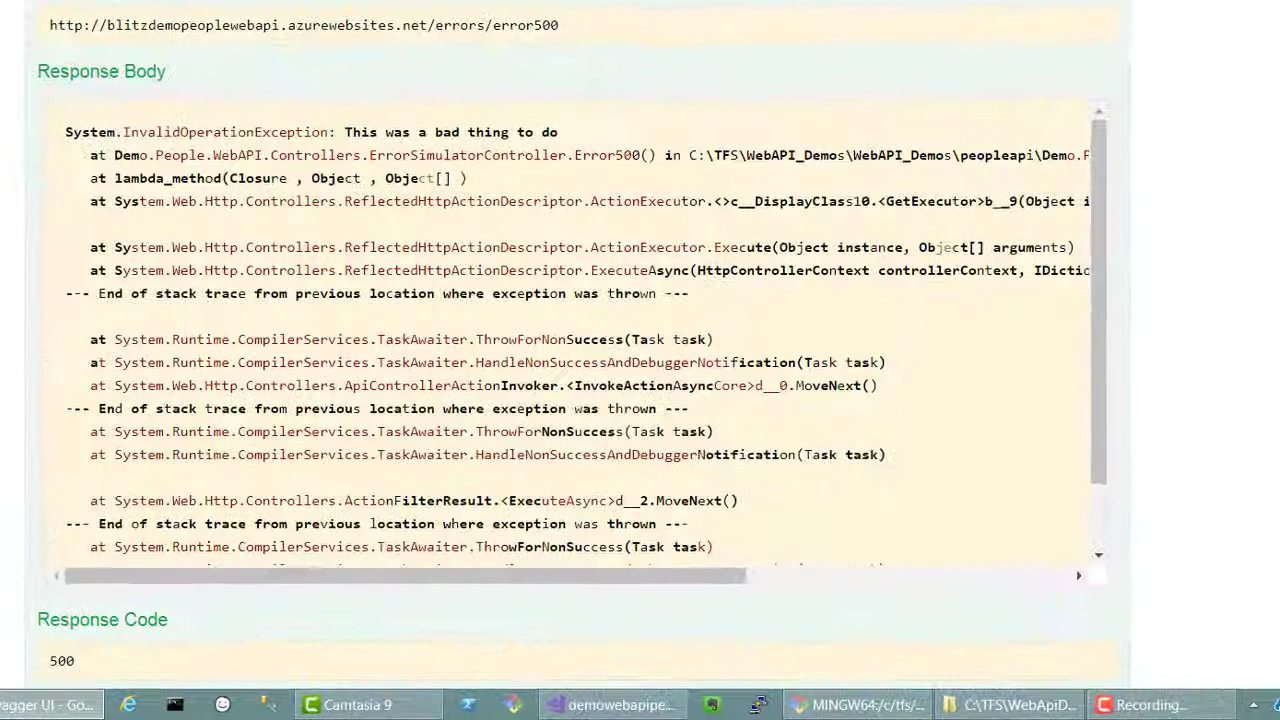 http://blitzdemopeoplewebapi.azurewebsites.net/errors/error500
Response Body
System.InvalidOperationException: This was a bad thing to do
at Demo.People.WebAPI.Controllers.ErrorSimulatorController.Error500() in C:\TFS\WebAPI_Demos\WebAPI_Demos\peopleapi\Demo.P
at lambda_method(Closure , Object , Object[] )
at System.Web.Http.Controllers.ReflectedHttpActionDescriptor.ActionExecutor.<>c__DisplayClass10.<GetExecutor>b__9(Object i
at System.Web.Http.Controllers.ReflectedHttpActionDescriptor.ActionExecutor.Execute(Object instance, Object[] arguments)
at System.Web.Http.Controllers.ReflectedHttpActionDescriptor.ExecuteAsync(HttpControllerContext controllerContext, IDictio
--- End of stack trace from previous location where exception was thrown ---
at System.Runtime.CompilerServices.TaskAwaiter.ThrowForNonSuccess(Task task)
at System.Runtime.CompilerServices.TaskAwaiter.HandleNonSuccessAndDebuggerNotification(Task task)
at System.Web.Http.Controllers.ApiControllerActionInvoker.<InvokeActionAsyncCore>d__0.MoveNext()
--- End of stack trace from previous location where exception was thrown ---
at System.Runtime.CompilerServices.TaskAwaiter.ThrowForNonSuccess(Task task)
at System.Runtime.CompilerServices.TaskAwaiter.HandleNonSuccessAndDebuggerNotification(Task task)
at System.Web.Http.Controllers.ActionFilterResult.<ExecuteAsync>d__2.MoveNext()
--- End of stack trace from previous location where exception was thrown ---
at System.Runtime.CompilerServices.TaskAwaiter.ThrowForNonSuccess(Task task)
Response Code
500
vagger UI - Go... Camtasia 9 demowebapipe... MINGW64:/c/tfs/... C:\TFS\WebApiD... Recording...